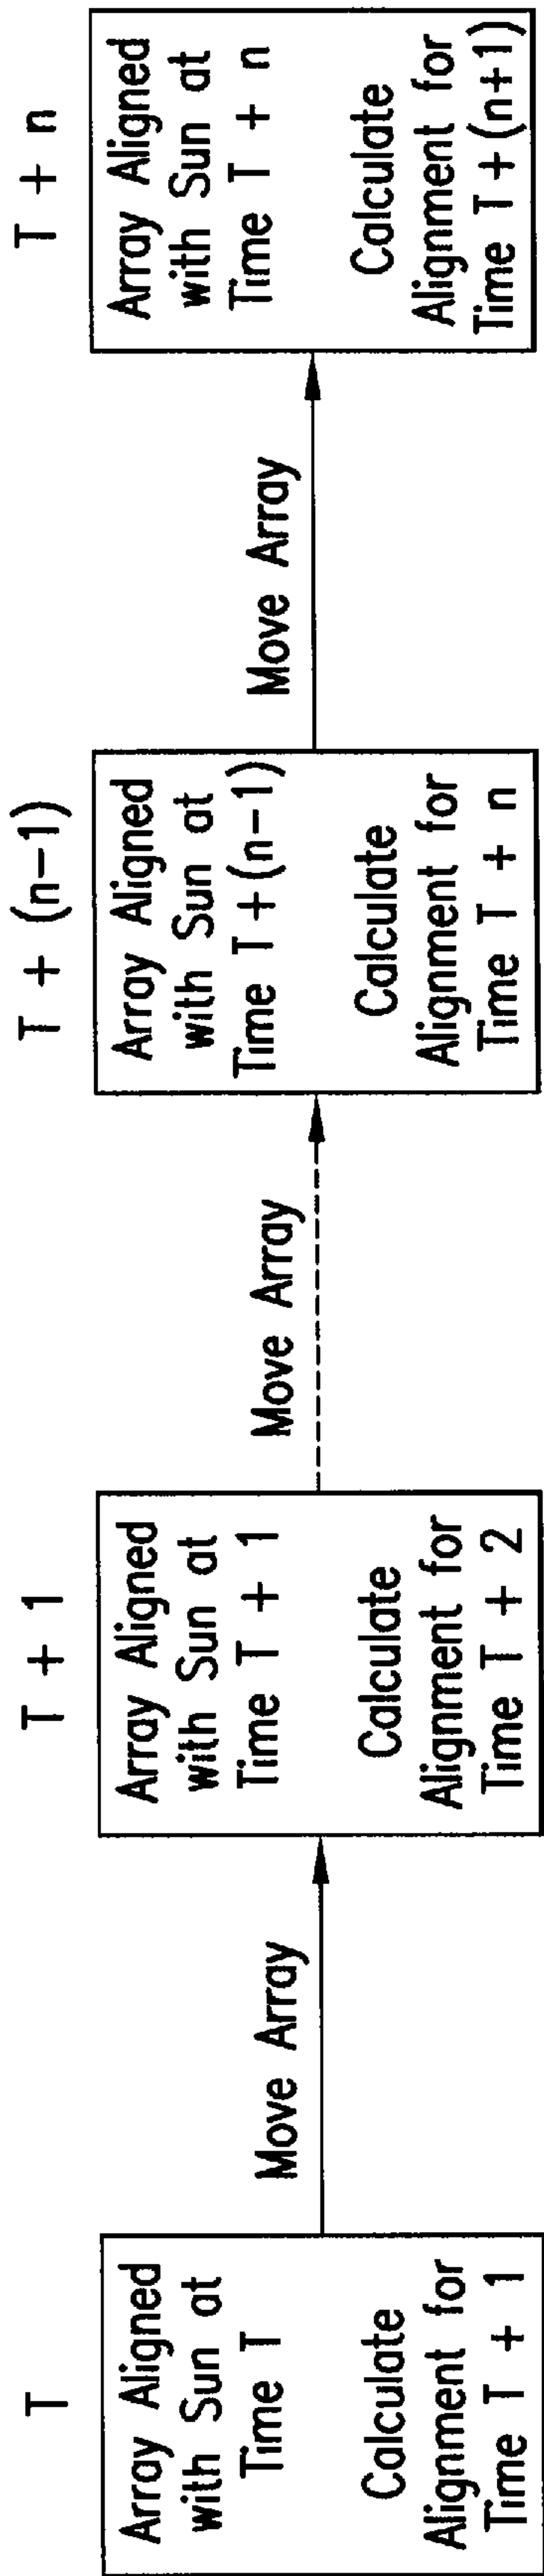 T
Array Aligned
with Sun at
Time T
Calculate
Alignment for
Time T + 1
Move Array
T + 1
Array Aligned
with Sun at
Time T + 1
Calculate
Alignment for
Time T + 2
Move Array
T + (n-1)
Array Aligned
with Sun at
Time T+(n-1)
Calculate
Alignment for
Time T + n
Move Array
T + n
Array Aligned
with Sun at
Time T + n
Calculate
Alignment for
Time T+(n+1)